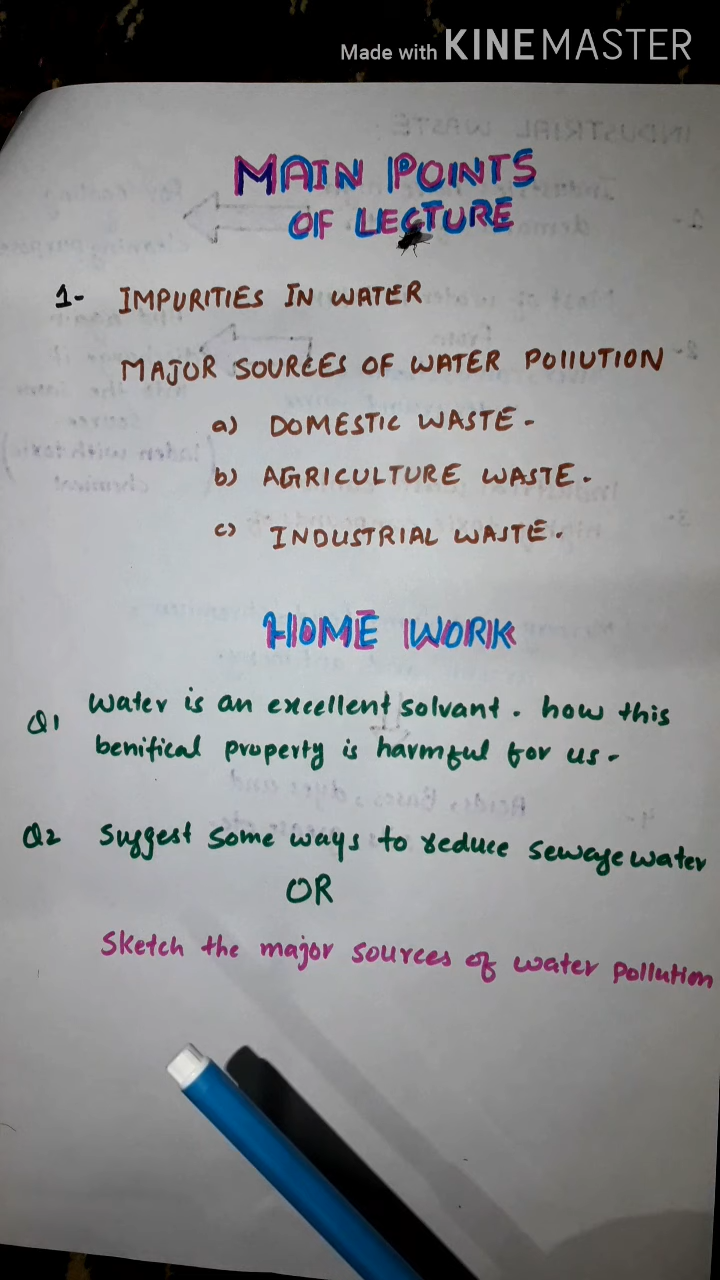 Made with KINEMASTER
MAIN POINTS
OF LECTURE
1- IMPURITIES IN WATER
MAJOR SOURCES OF WATER POllUTION
a) DOMESTIC WASTE -
b) AGRICULTURE WASTE -
c) INDUSTRIAL WASTE .
HOME WORK
Q1 Water is an excellent solvant . how this
benifical property is harmful for us -
Q2 Suggest some ways to reduce sewage water
OR
Sketch the major sources of water pollution